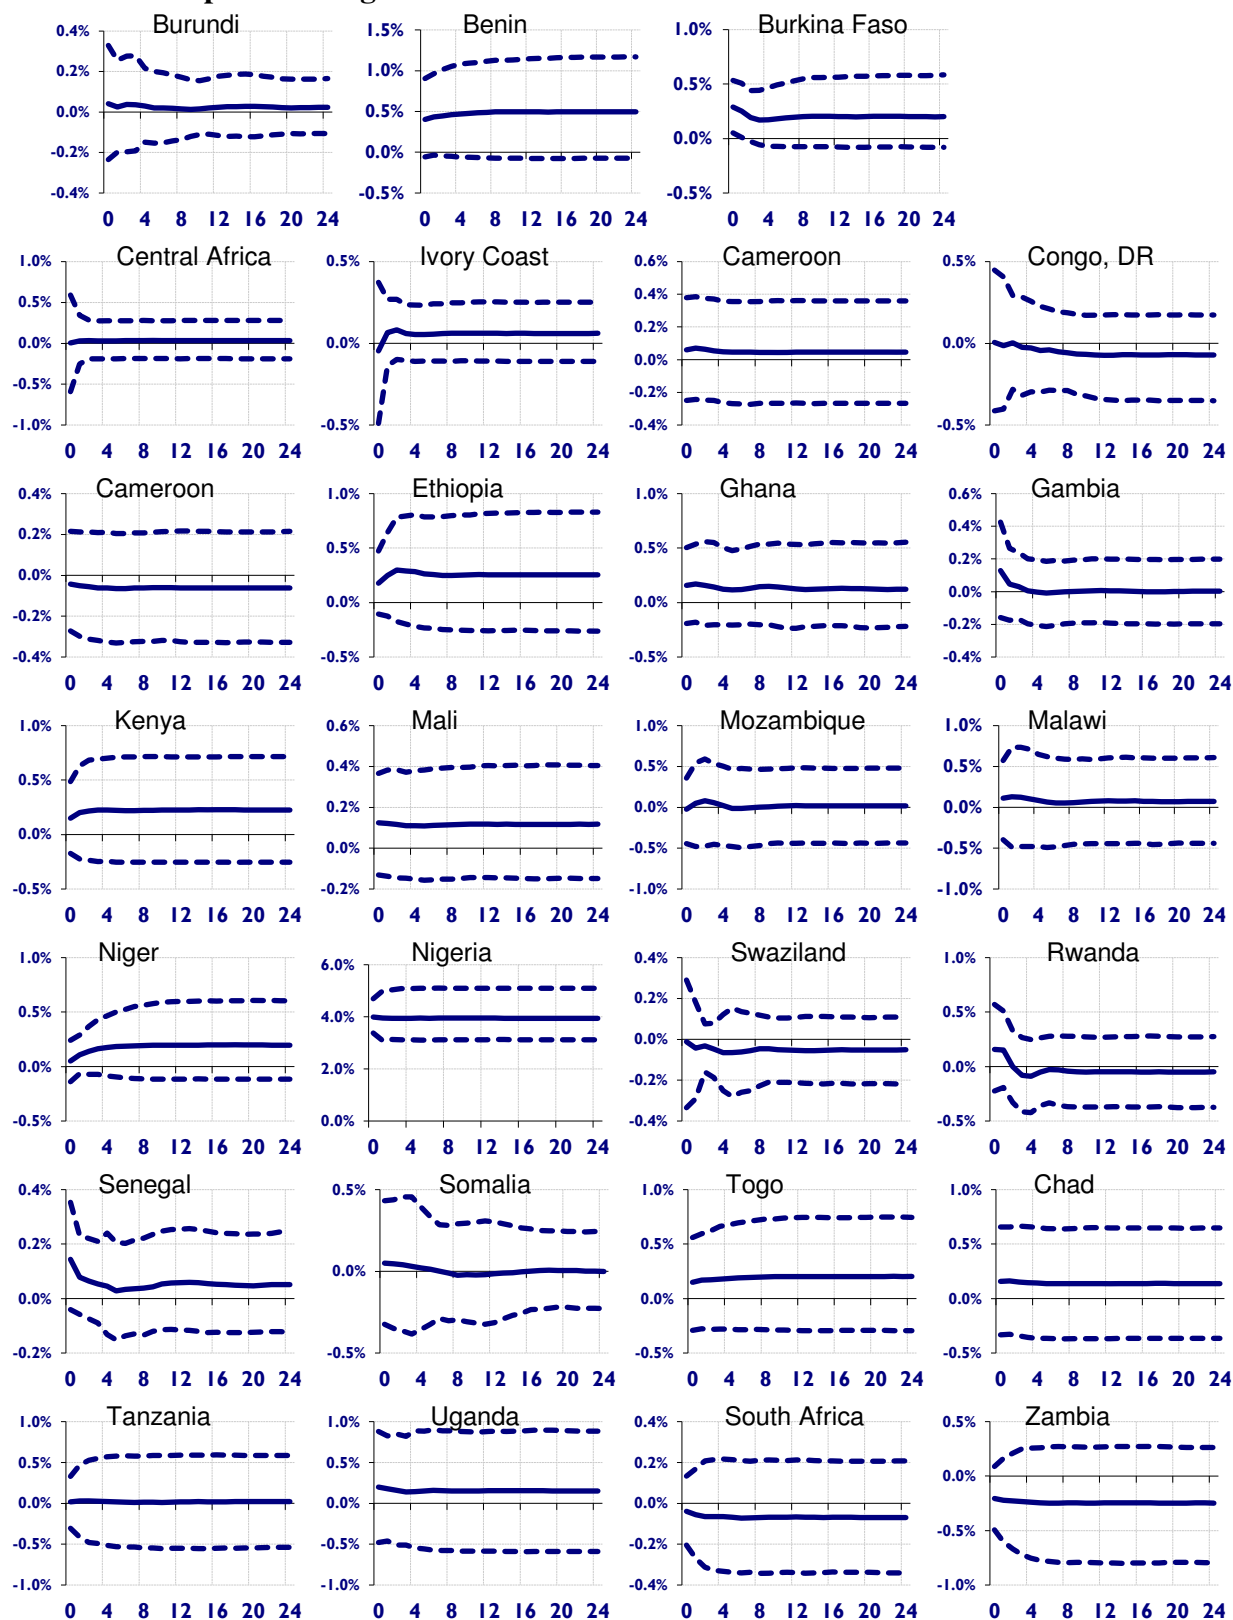 Burundi Benin Burkina Faso
0.4% 1.5% 1.0%
0.2% 1.0% 0.5%
0.0% 0.5% 0.0%
-0.2% 0.0% -0.5%
-0.4% -0.5%
0 4 8 12 16 20 24 0 4 8 12 16 20 24 0 4 8 12 16 20 24
Central Africa Ivory Coast Cameroon Congo, DR
1.0% 0.5% 0.6% 0.5%
0.5% 0.0% 0.4% 0.0%
0.0% -0.5% 0.2% -0.5%
-0.5% 0.0%
-1.0% -0.2%
-0.4%
0 4 8 12 16 20 24 0 4 8 12 16 20 24 0 4 8 12 16 20 24 0 4 8 12 16 20 24
Cameroon Ethiopia Ghana Gambia
0.4% 1.0% 1.0% 0.6%
0.2% 0.5% 0.5% 0.4%
0.0% 0.0% 0.0% 0.2%
-0.2% -0.5% -0.5% 0.0%
-0.4% -0.2%
-0.4%
0 4 8 12 16 20 24 0 4 8 12 16 20 24 0 4 8 12 16 20 24 0 4 8 12 16 20 24
Kenya Mali Mozambique Malawi
1.0% 0.6% 1.0% 1.0%
0.5% 0.4% 0.5% 0.5%
0.0% 0.2% 0.0% 0.0%
-0.5% 0.0% -0.5% -0.5%
-0.2% -1.0% -1.0%
0 4 8 12 16 20 24 0 4 8 12 16 20 24 0 4 8 12 16 20 24 0 4 8 12 16 20 24
Niger Nigeria Swaziland Rwanda
1.0% 6.0% 0.4% 1.0%
0.5% 4.0% 0.2% 0.5%
0.0% 2.0% 0.0% 0.0%
-0.5% 0.0% -0.2% -0.5%
-0.4%
0 4 8 12 16 20 24 0 4 8 12 16 20 24 0 4 8 12 16 20 24 0 4 8 12 16 20 24
Senegal Somalia Togo Chad
0.4% 0.5% 1.0% 1.0%
0.2% 0.0% 0.5% 0.5%
0.0% -0.5% 0.0% 0.0%
-0.2% -0.5% -0.5%
0 4 8 12 16 20 24 0 4 8 12 16 20 24 0 4 8 12 16 20 24 0 4 8 12 16 20 24
Tanzania Uganda South Africa Zambia
1.0% 1.0% 0.4% 0.5%
0.5% 0.5% 0.2% 0.0%
0.0% 0.0% 0.0% -0.5%
-0.5% -0.5% -0.2% -1.0%
-1.0% -1.0% -0.4%
0 4 8 12 16 20 24 0 4 8 12 16 20 24 0 4 8 12 16 20 24 0 4 8 12 16 20 24